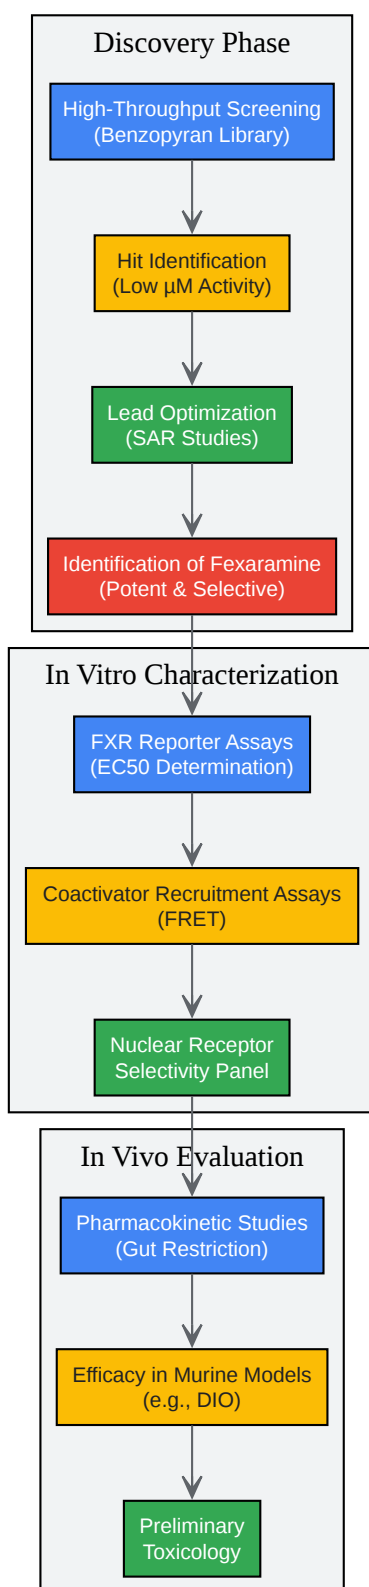 Discovery Phase
High-Throughput Screening
(Benzopyran Library)
Hit Identification
(Low µM Activity)
Lead Optimization
(SAR Studies)
Identification of Fexaramine
(Potent & Selective)
In Vitro Characterization
FXR Reporter Assays
(EC50 Determination)
Coactivator Recruitment Assays
(FRET)
Nuclear Receptor
Selectivity Panel
In Vivo Evaluation
Pharmacokinetic Studies
(Gut Restriction)
Efficacy in Murine Models
(e.g., DIO)
Preliminary
Toxicology